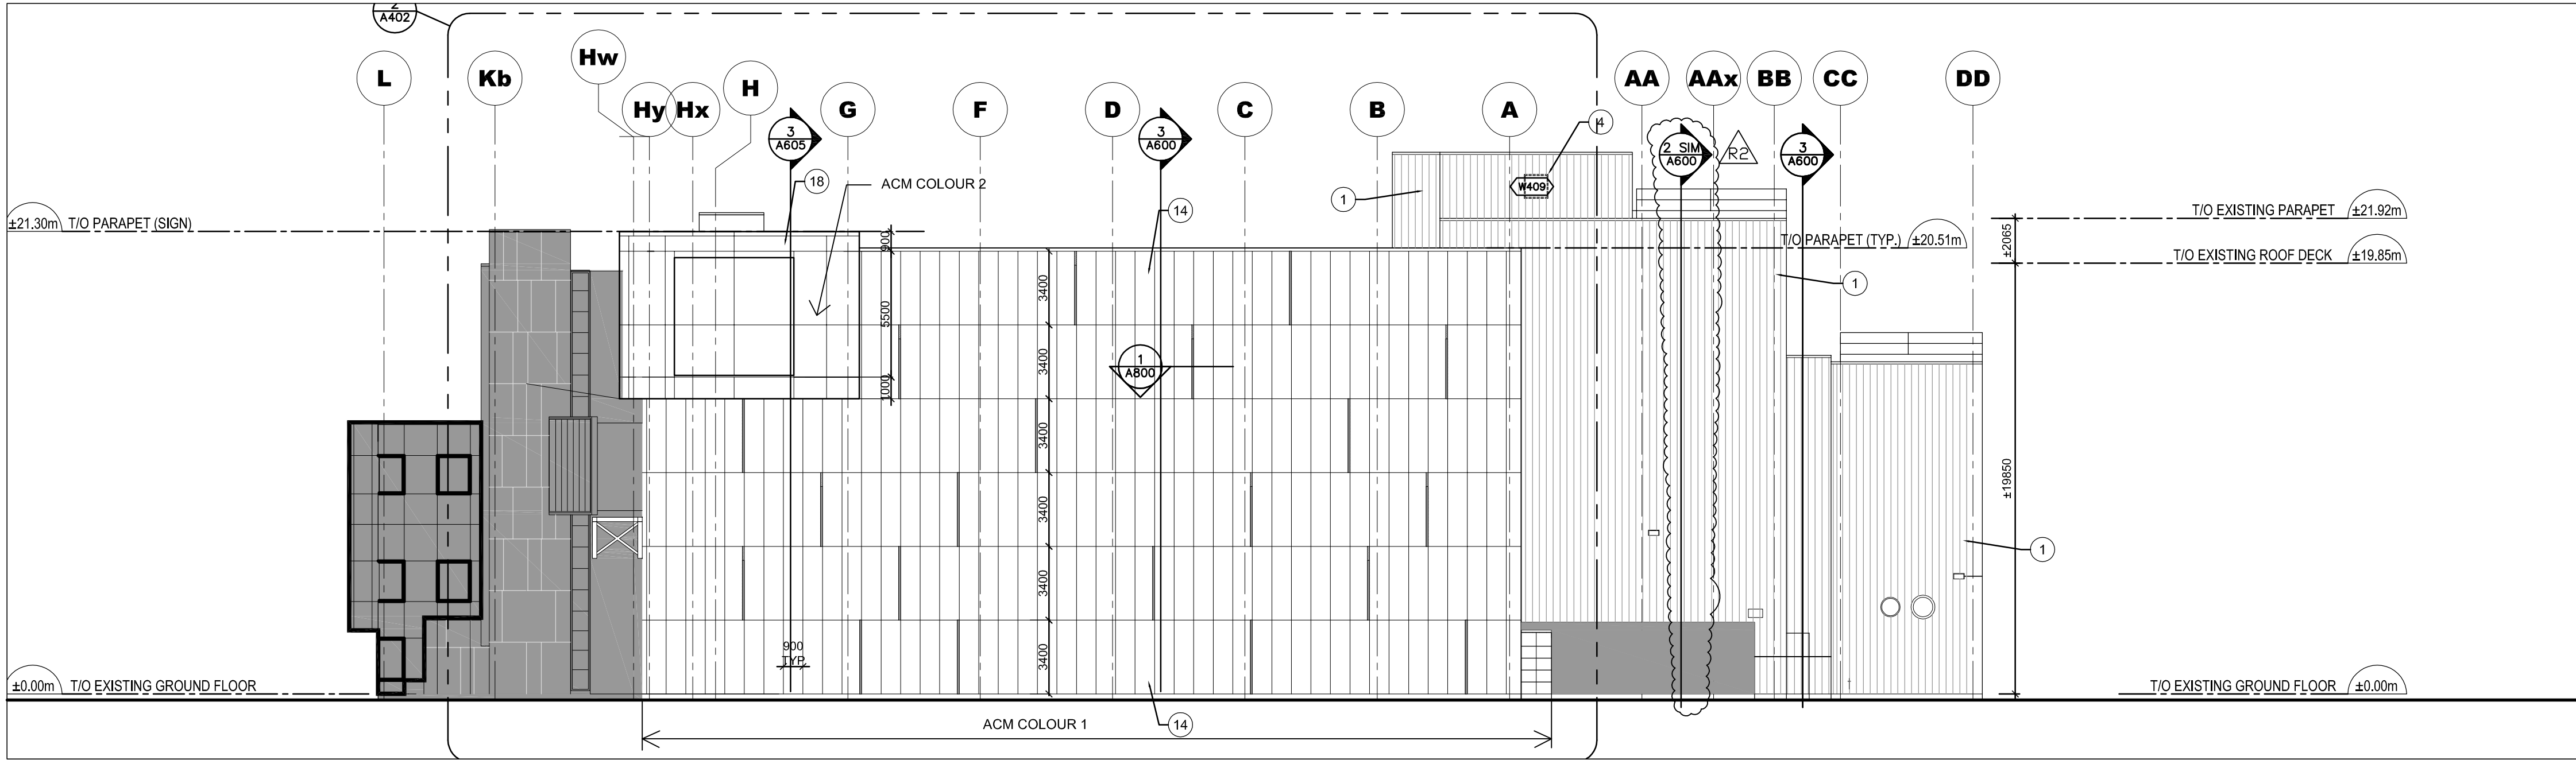 2
A402
L
Kb
Hw
Hy
Hx
H
G
F
D
C
B
A
AA
AAx
BB
CC
DD
3
A605
3
A600
4
2 SIM
A600
R2
3
A600
18
ACM COLOUR 2
W409
1
14
±21.30m T/O PARAPET (SIGN)
T/O EXISTING PARAPET ±21.92m
T/O PARAPET (TYP.) ±20.51m
±2065
T/O EXISTING ROOF DECK ±19.85m
900
5500
1000
3400
3400
3400
3400
3400
3400
1
1
A800
±19850
1
900
TYP.
±0.00m T/O EXISTING GROUND FLOOR
T/O EXISTING GROUND FLOOR ±0.00m
ACM COLOUR 1
14